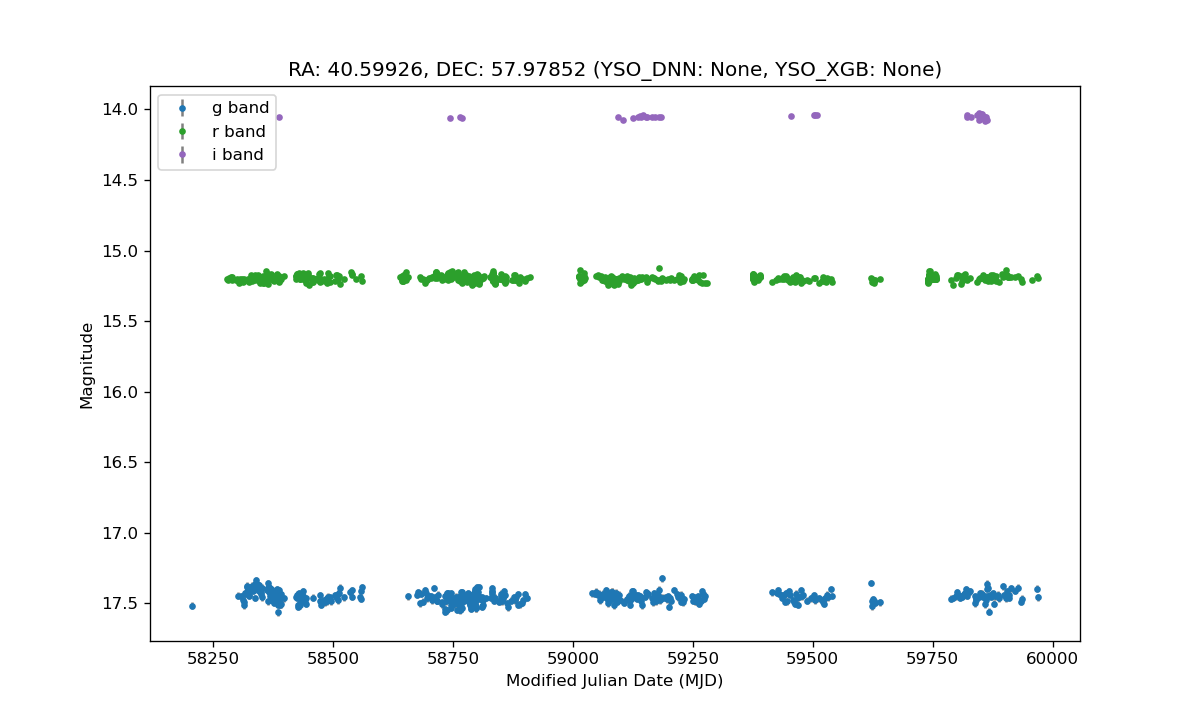 RA: 40.59926, DEC: 57.97852 (YSO_DNN: None, YSO_XGB: None)
g band
r band
i band
14.0
14.5
15.0
15.5
16.0
16.5
17.0
17.5
Magnitude
58250 58500 58750 59000 59250 59500 59750 60000
Modified Julian Date (MJD)